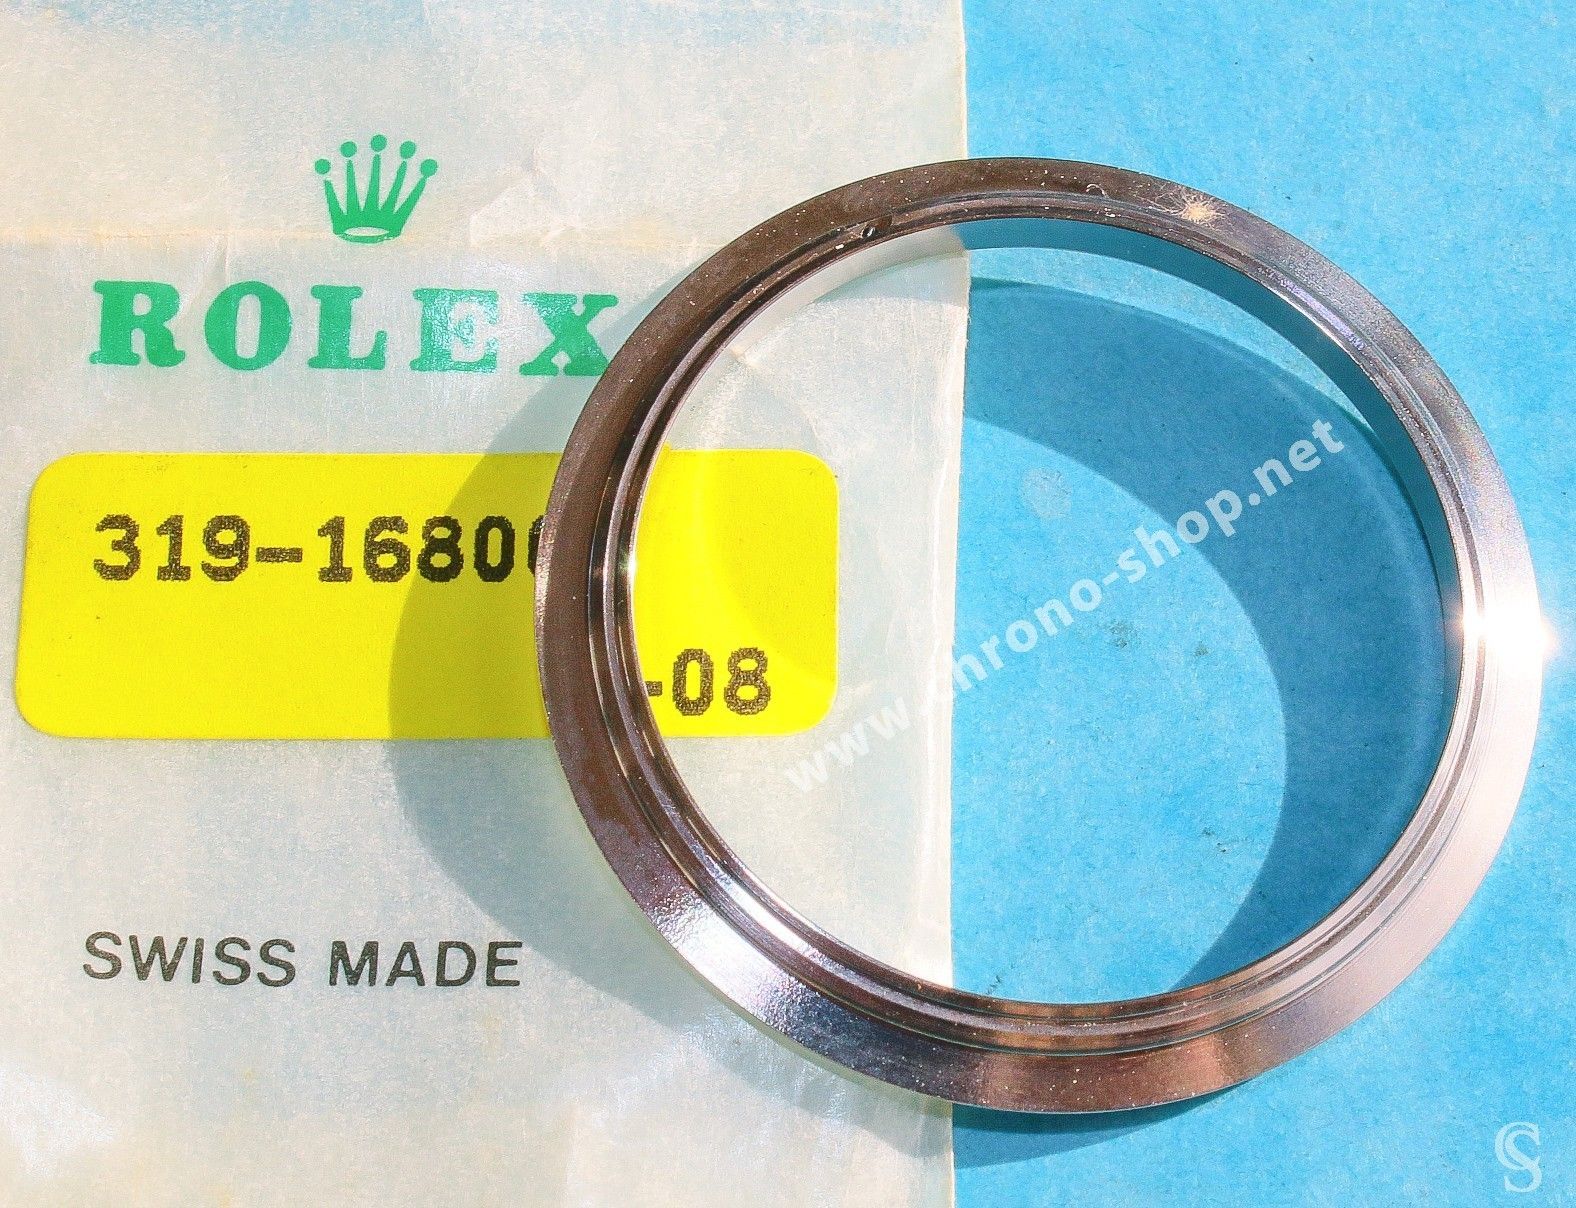 ROLEX
319-1680
-08
SWISS MADE
www.chrono-shop.net